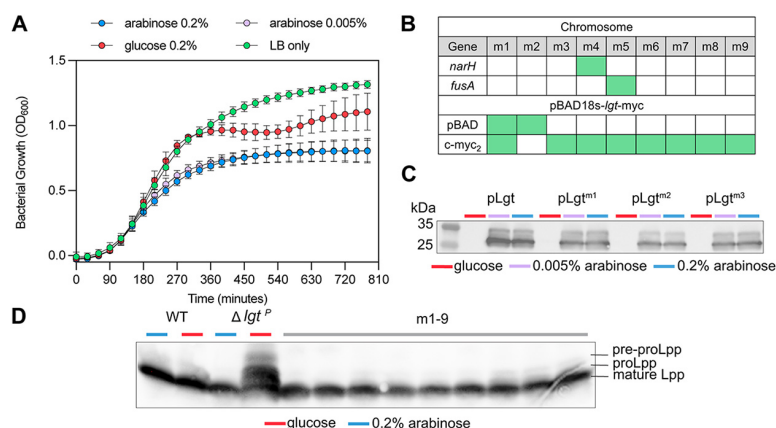 A
arabinose 0.2%
arabinose 0.005%
glucose 0.2%
LB only
Bacterial Growth (OD600)
1.5
1.0
0.5
0.0
0 90 180 270 360 450 540 630 720 810
Time (minutes)
B
Chromosome
Gene m1 m2 m3 m4 m5 m6 m7 m8 m9
narH
fusA
pBAD18s-lgt-myc
pBAD
c-myc2
C
pLgt pLgtm1 pLgtm2 pLgtm3
kDa
35
25
glucose 0.005% arabinose 0.2% arabinose
D
WT Δ lgt P m1-9
pre-proLpp
proLpp
mature Lpp
glucose 0.2% arabinose